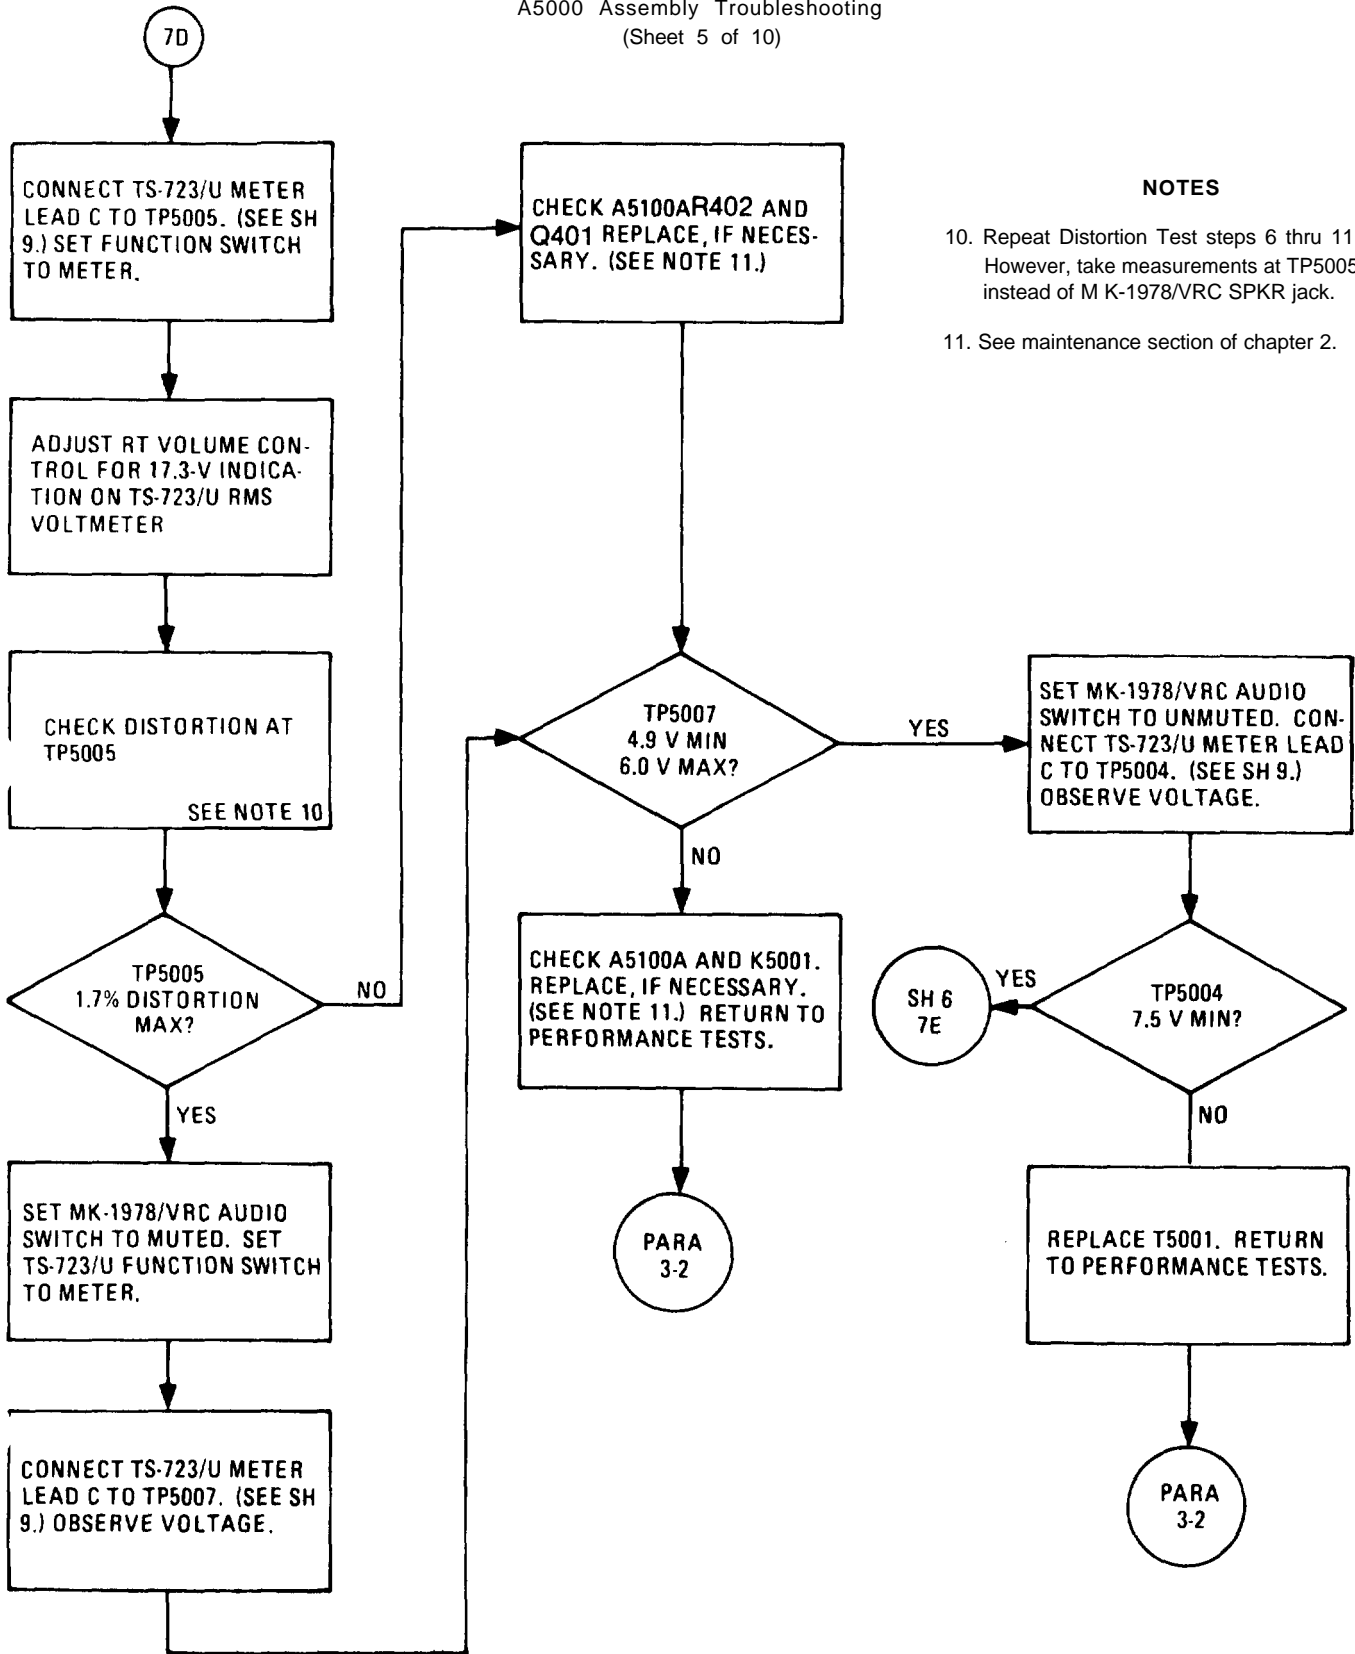 A5000 Assembly Troubleshooting
(Sheet 5 of 10)
7D
CONNECT TS-723/U METER
LEAD C TO TP5005. (SEE SH
9.) SET FUNCTION SWITCH
TO METER.
ADJUST RT VOLUME CON-
TROL FOR 17.3-V INDICA-
TION ON TS-723/U RMS
VOLTMETER
CHECK DISTORTION AT
TP5005
SEE NOTE 10
TP5005
1.7% DISTORTION
MAX?
NO
YES
SET MK-1978/VRC AUDIO
SWITCH TO MUTED. SET
TS-723/U FUNCTION SWITCH
TO METER.
CONNECT TS-723/U METER
LEAD C TO TP5007. (SEE SH
9.) OBSERVE VOLTAGE.
CHECK A5100AR402 AND
Q401 REPLACE, IF NECES-
SARY. (SEE NOTE 11.)
TP5007
4.9 V MIN
6.0 V MAX?
YES
NO
CHECK A5100A AND K5001.
REPLACE, IF NECESSARY.
(SEE NOTE 11.) RETURN TO
PERFORMANCE TESTS.
PARA
3-2
NOTES
10. Repeat Distortion Test steps 6 thru 11
However, take measurements at TP5005
instead of M K-1978/VRC SPKR jack.
11. See maintenance section of chapter 2.
SET MK-1978/VRC AUDIO
SWITCH TO UNMUTED. CON-
NECT TS-723/U METER LEAD
C TO TP5004. (SEE SH 9.)
OBSERVE VOLTAGE.
TP5004
7.5 V MIN?
YES
SH 6
7E
NO
REPLACE T5001. RETURN
TO PERFORMANCE TESTS.
PARA
3-2